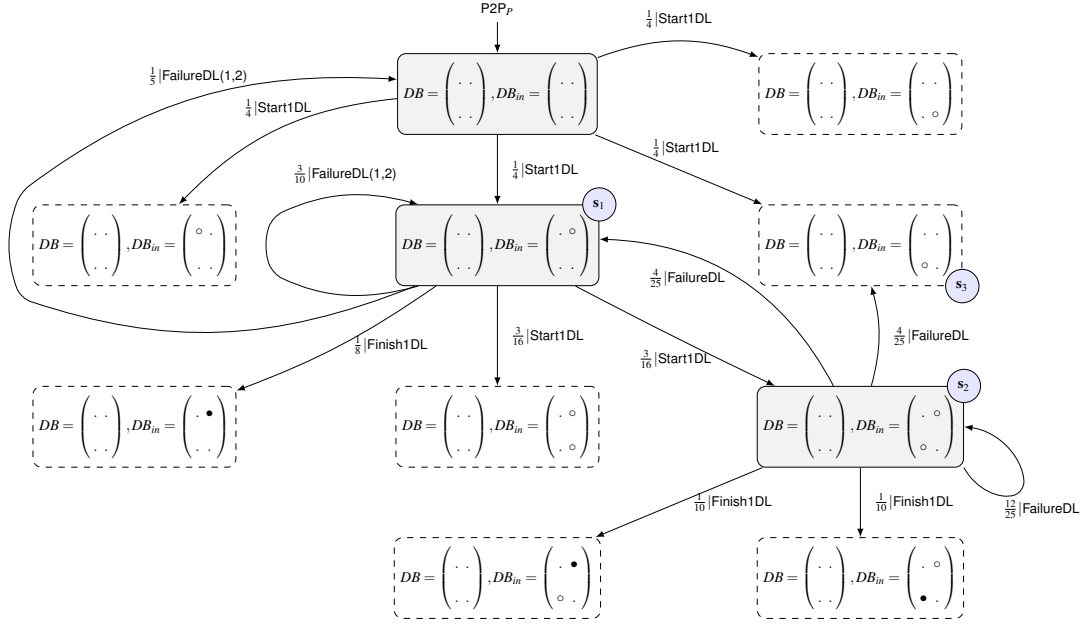 P2P_P
1/4|Start1DL
1/5|FailureDL(1,2)
DB = ( . . / . . ), DB_in = ( . . / . . )
DB = ( . . / . . ), DB_in = ( . . / . ○ )
1/4|Start1DL
1/4|Start1DL
3/10|FailureDL(1,2)
1/4|Start1DL
s_1
DB = ( . . / . . ), DB_in = ( ○ . / . . )
DB = ( . . / . . ), DB_in = ( . ○ / . . )
DB = ( . . / . . ), DB_in = ( . . / ○ . )
s_3
4/25|FailureDL
1/8|Finish1DL
3/16|Start1DL
3/16|Start1DL
4/25|FailureDL
s_2
DB = ( . . / . . ), DB_in = ( . ● / . . )
DB = ( . . / . . ), DB_in = ( . ○ / . ○ )
DB = ( . . / . . ), DB_in = ( . ○ / ○ . )
1/10|Finish1DL
1/10|Finish1DL
12/25|FailureDL
DB = ( . . / . . ), DB_in = ( . ● / ○ . )
DB = ( . . / . . ), DB_in = ( . ○ / ● . )